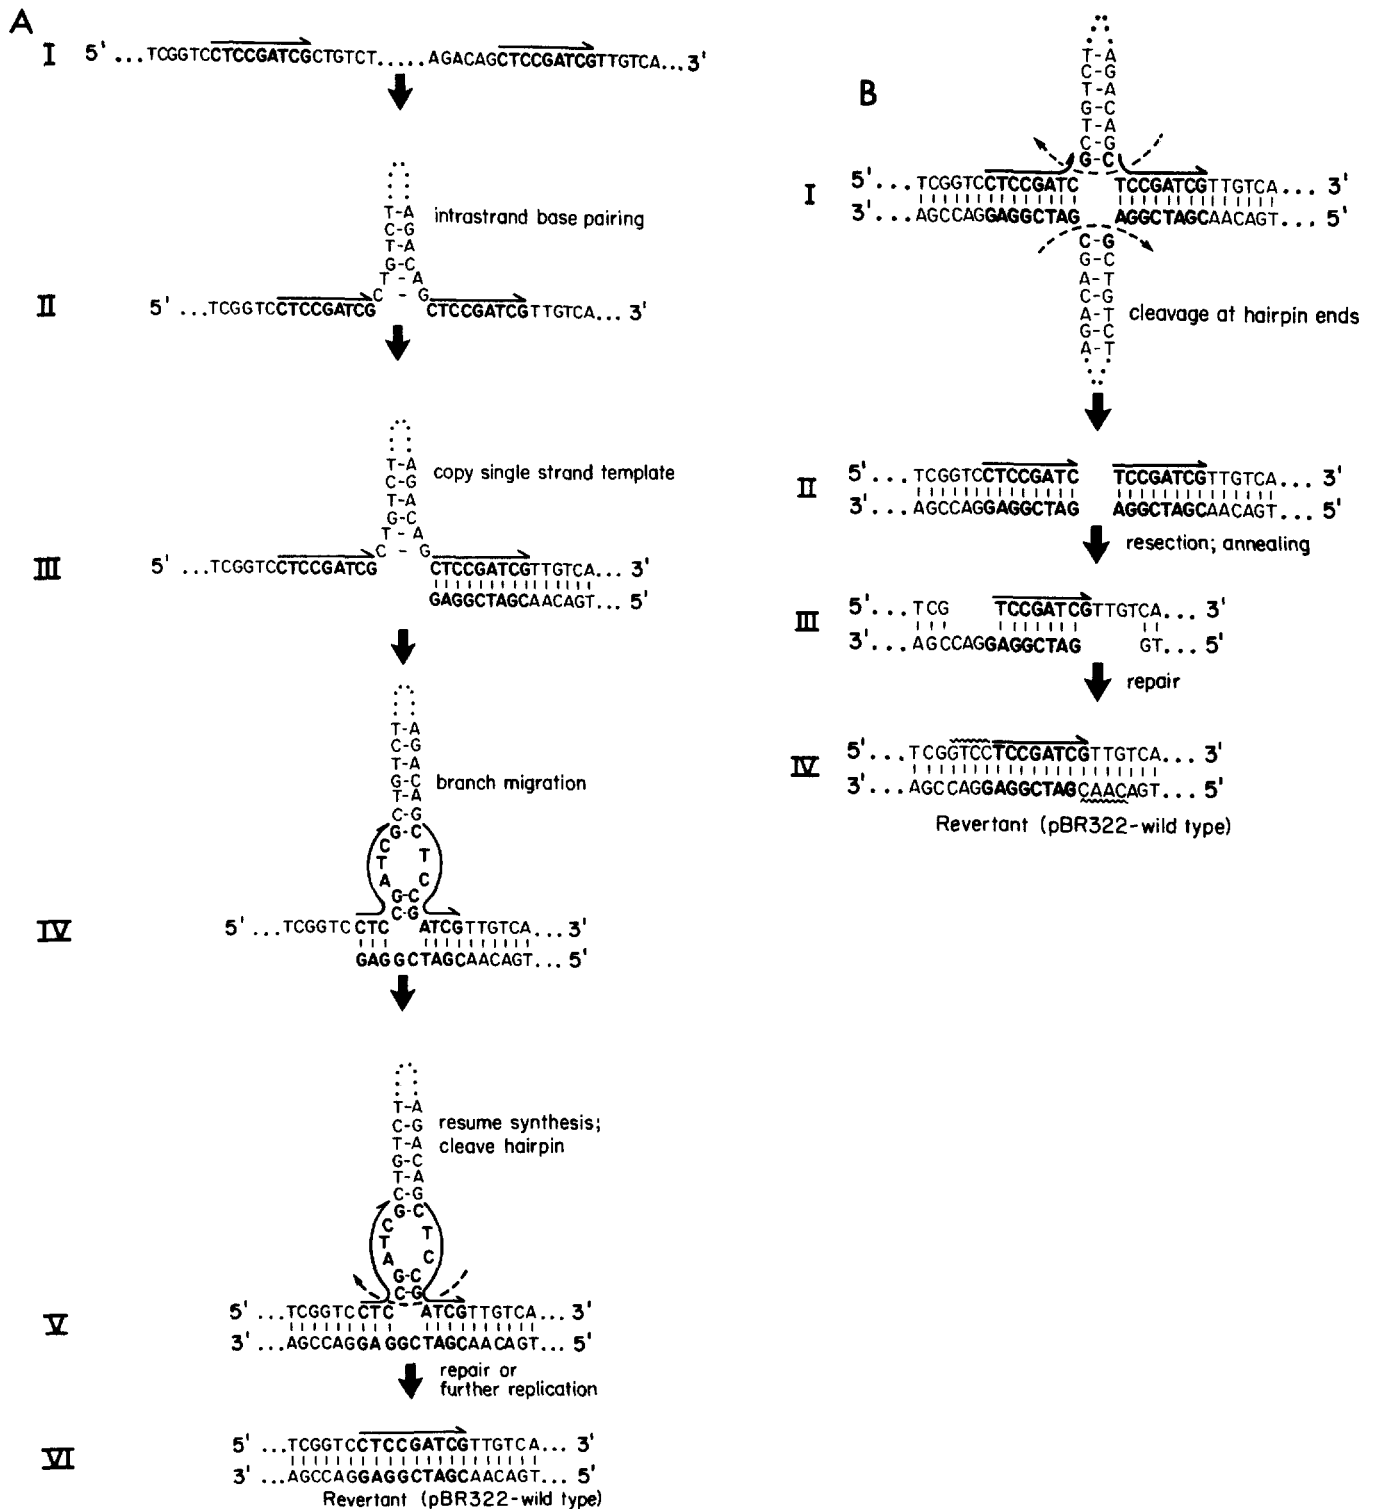 A
I 5' ...TCGGTCCTCCGATCGCTGTCT.....AGACAGCTCCGATCGTTGTCA...3'
T-A
C-G
T-A
G-C
T - A
C - G
intrastrand base pairing
II 5' ...TCGGTCCTCCGATCG CTCCGATCGTTGTCA... 3'
T-A
C-G
T-A
G-C
T - A
C - G
copy single strand template
III 5' ...TCGGTCCTCCGATCG CTCCGATCGTTGTCA... 3'
GAGGCTAGCAACAGT... 5'
T-A
C-G
T-A
G-C
T-A
C-G
G-C
C T
T C
A
G-C
C-G
branch migration
IV 5' ...TCGGTC CTC ATCGTTGTCA...3'
GAGGCTAGCAACAGT... 5'
T-A
C-G
T-A
G-C
T-A
C-G
G-C
C T
T C
A
G-C
C-G
resume synthesis;
cleave hairpin
V 5' ...TCGGTCCTC ATCGTTGTCA... 3'
3' ...AGCCAGGAGGCTAGCAACAGT... 5'
repair or
further replication
VI 5' ...TCGGTCCTCCGATCGTTGTCA... 3'
3' ...AGCCAGGAGGCTAGCAACAGT... 5'
Revertant (pBR322-wild type)
B
T-A
C-G
T-A
G-C
T-A
C-G
G-C
I 5'... TCGGTCCTCCGATC TCCGATCGTTGTCA... 3'
3'... AGCCAGGAGGCTAG AGGCTAGCAACAGT... 5'
C-G
G-C
A-T
C-G
A-T
G-C
A-T
cleavage at hairpin ends
II 5'... TCGGTCCTCCGATC TCCGATCGTTGTCA... 3'
3'... AGCCAGGAGGCTAG AGGCTAGCAACAGT... 5'
resection; annealing
III 5'... TCG TCCGATCGTTGTCA... 3'
3'... AGCCAGGAGGCTAG GT... 5'
repair
IV 5'... TCGGTCCTCCGATCGTTGTCA... 3'
3'... AGCCAGGAGGCTAGCAACAGT... 5'
Revertant (pBR322-wild type)